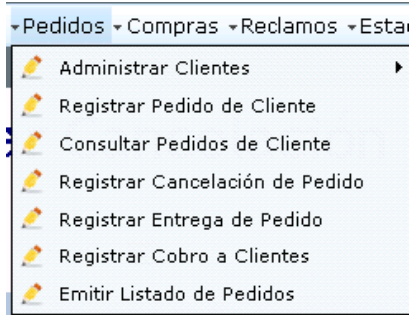 Pedidos Compras Reclamos Esta
Administrar Clientes
Registrar Pedido de Cliente
Consultar Pedidos de Cliente
Registrar Cancelación de Pedido
Registrar Entrega de Pedido
Registrar Cobro a Clientes
Emitir Listado de Pedidos